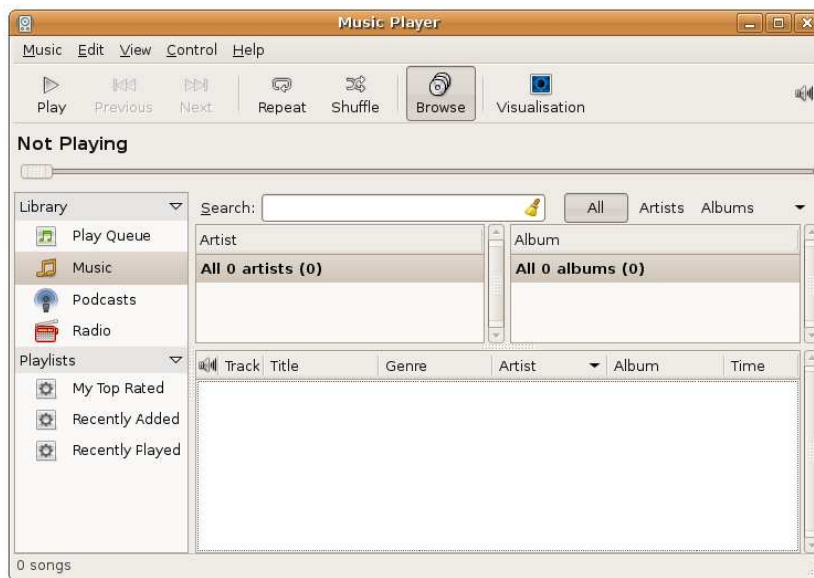 Music Player
Music Edit View Control Help
Play Previous Next Repeat Shuffle Browse Visualisation
Not Playing
Library
Search: All Artists Albums
Play Queue
Artist Album
Music
All 0 artists (0) All 0 albums (0)
Podcasts
Radio
Playlists
Track Title Genre Artist Album Time
My Top Rated
Recently Added
Recently Played
0 songs